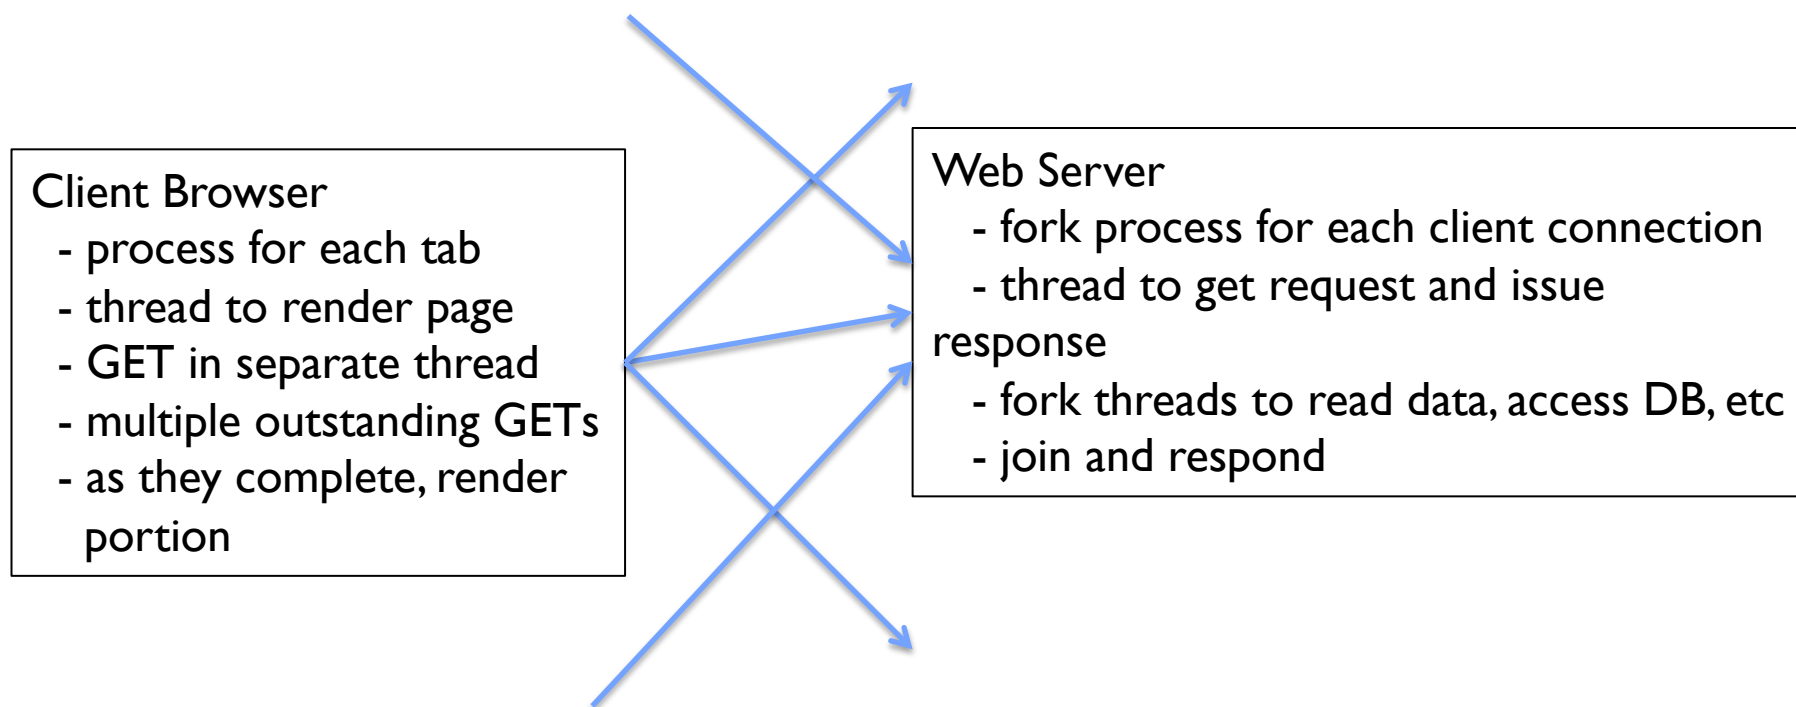 Client Browser
- process for each tab
- thread to render page
- GET in separate thread
- multiple outstanding GETs
- as they complete, render
portion
Web Server
- fork process for each client connection
- thread to get request and issue
response
- fork threads to read data, access DB, etc
- join and respond